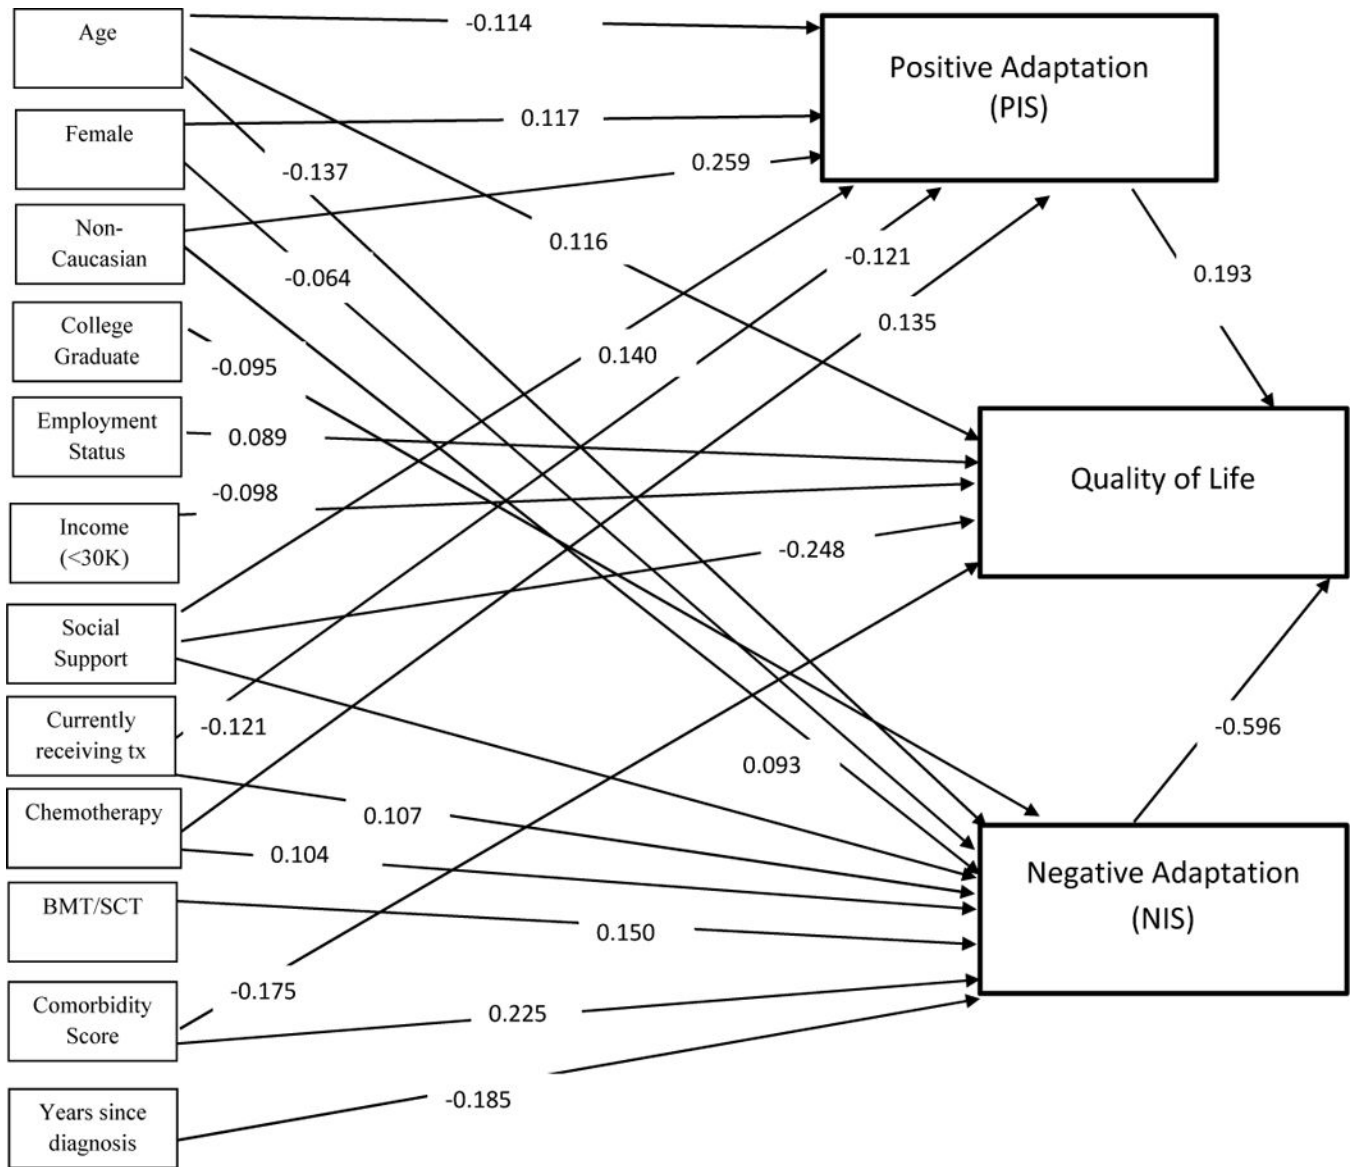 Age
Female
Non-
Caucasian
College
Graduate
Employment
Status
Income
(<30K)
Social
Support
Currently
receiving tx
Chemotherapy
BMT/SCT
Comorbidity
Score
Years since
diagnosis
-0.114
0.117
0.259
-0.137
0.116
-0.064
-0.121
0.135
0.140
-0.095
0.089
-0.098
-0.248
-0.121
0.093
0.107
0.104
0.150
-0.175
0.225
-0.185
0.193
-0.596
Positive Adaptation
(PIS)
Quality of Life
Negative Adaptation
(NIS)